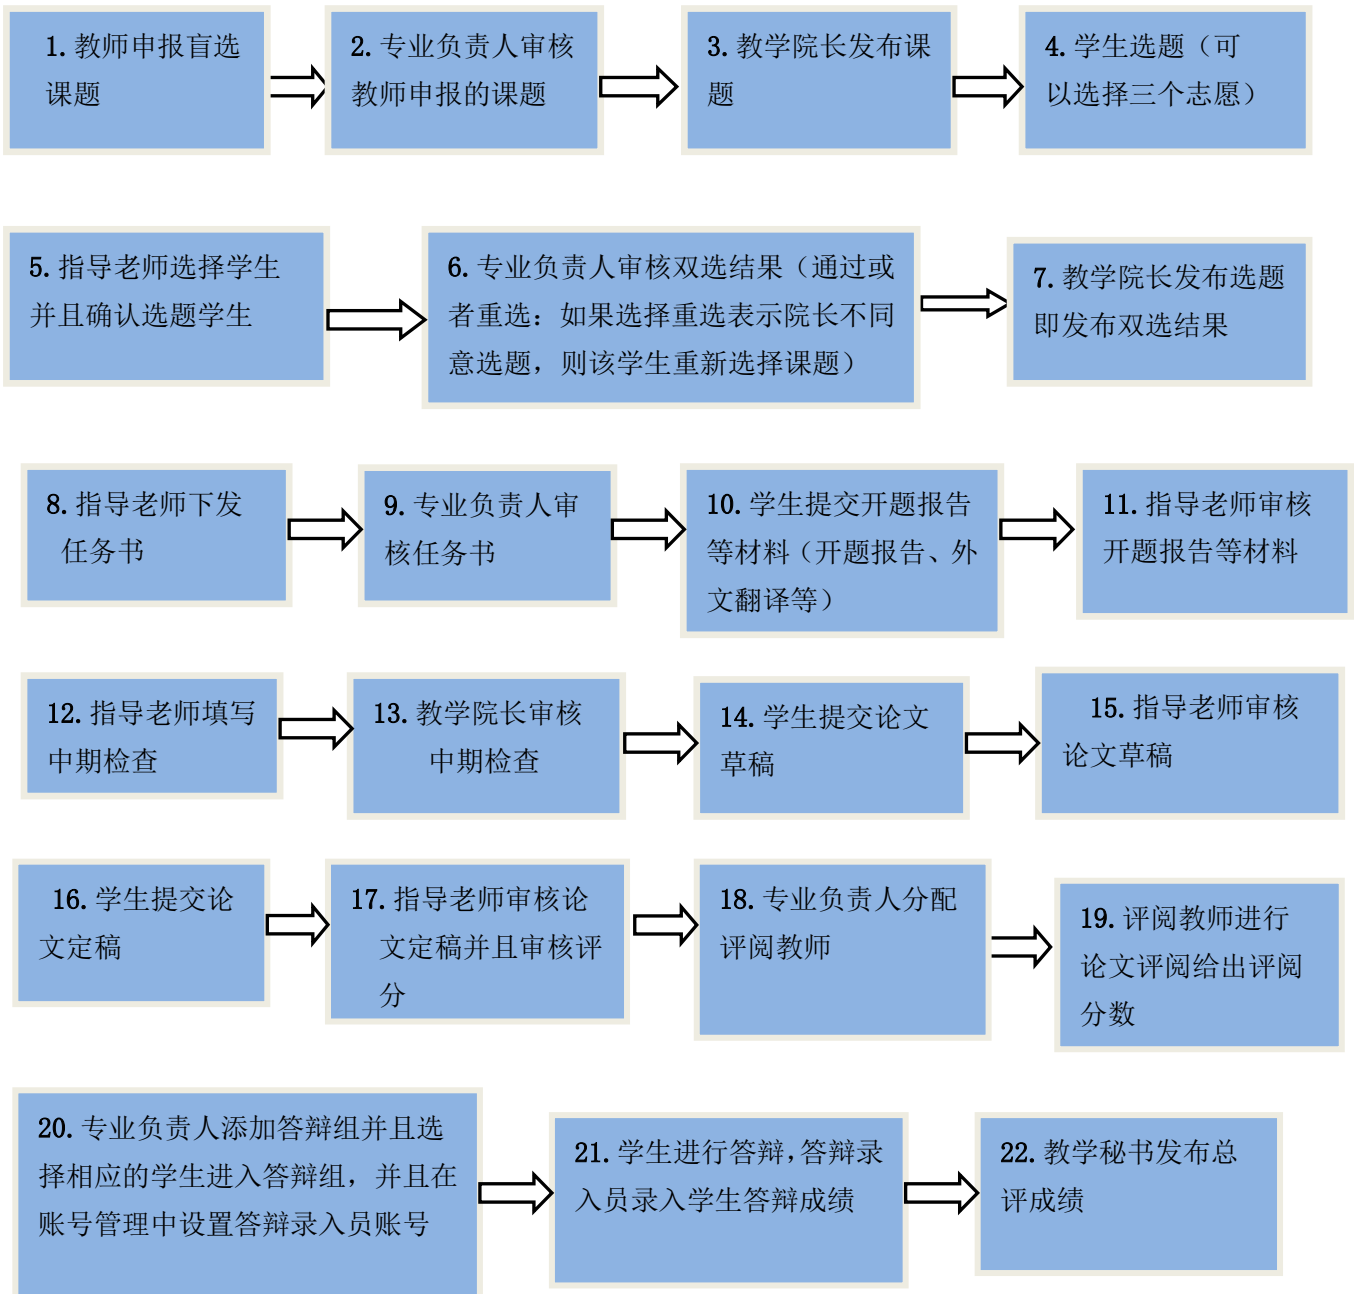 1.教师申报盲选
课题
2.专业负责人审核
教师申报的课题
3.教学院长发布课
题
4.学生选题（可
以选择三个志愿）
5.指导老师选择学生
并且确认选题学生
6.专业负责人审核双选结果（通过或
者重选：如果选择重选表示院长不同
意选题，则该学生重新选择课题）
7.教学院长发布选题
即发布双选结果
8.指导老师下发
任务书
9.专业负责人审
核任务书
10.学生提交开题报告
等材料（开题报告、外
文翻译等）
11.指导老师审核
开题报告等材料
12.指导老师填写
中期检查
13.教学院长审核
中期检查
14.学生提交论文
草稿
15.指导老师审核
论文草稿
16.学生提交论
文定稿
17.指导老师审核论
文定稿并且审核评
分
18.专业负责人分配
评阅教师
19.评阅教师进行
论文评阅给出评阅
分数
20.专业负责人添加答辩组并且选
择相应的学生进入答辩组，并且在
账号管理中设置答辩录入员账号
21.学生进行答辩,答辩录
入员录入学生答辩成绩
22.教学秘书发布总
评成绩